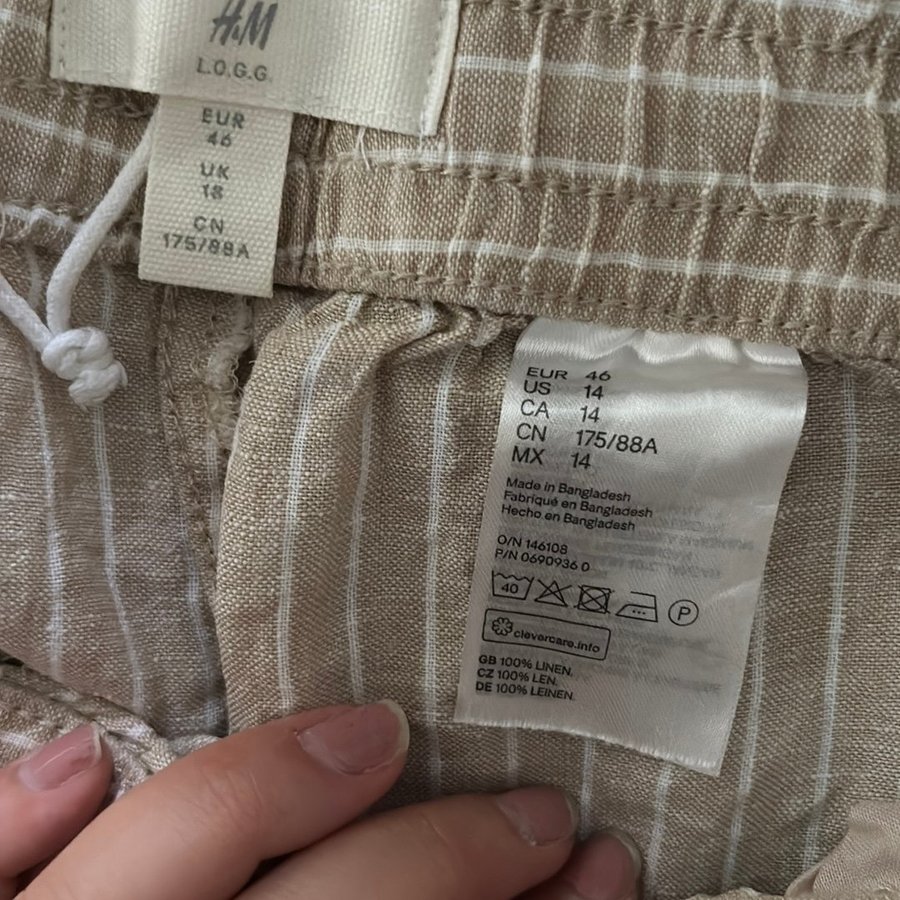 H&M
L.O.G.G.
EUR
46
UK
18
CN
175/88A
EUR 46
US 14
CA 14
CN 175/88A
MX 14
Made in Bangladesh
Fabriqué en Bangladesh
Hecho en Bangladesh
O/N 146108
P/N 0690936 0
40
P
clevercare.info
GB 100% LINEN.
CZ 100% LEN.
DE 100% LEINEN.